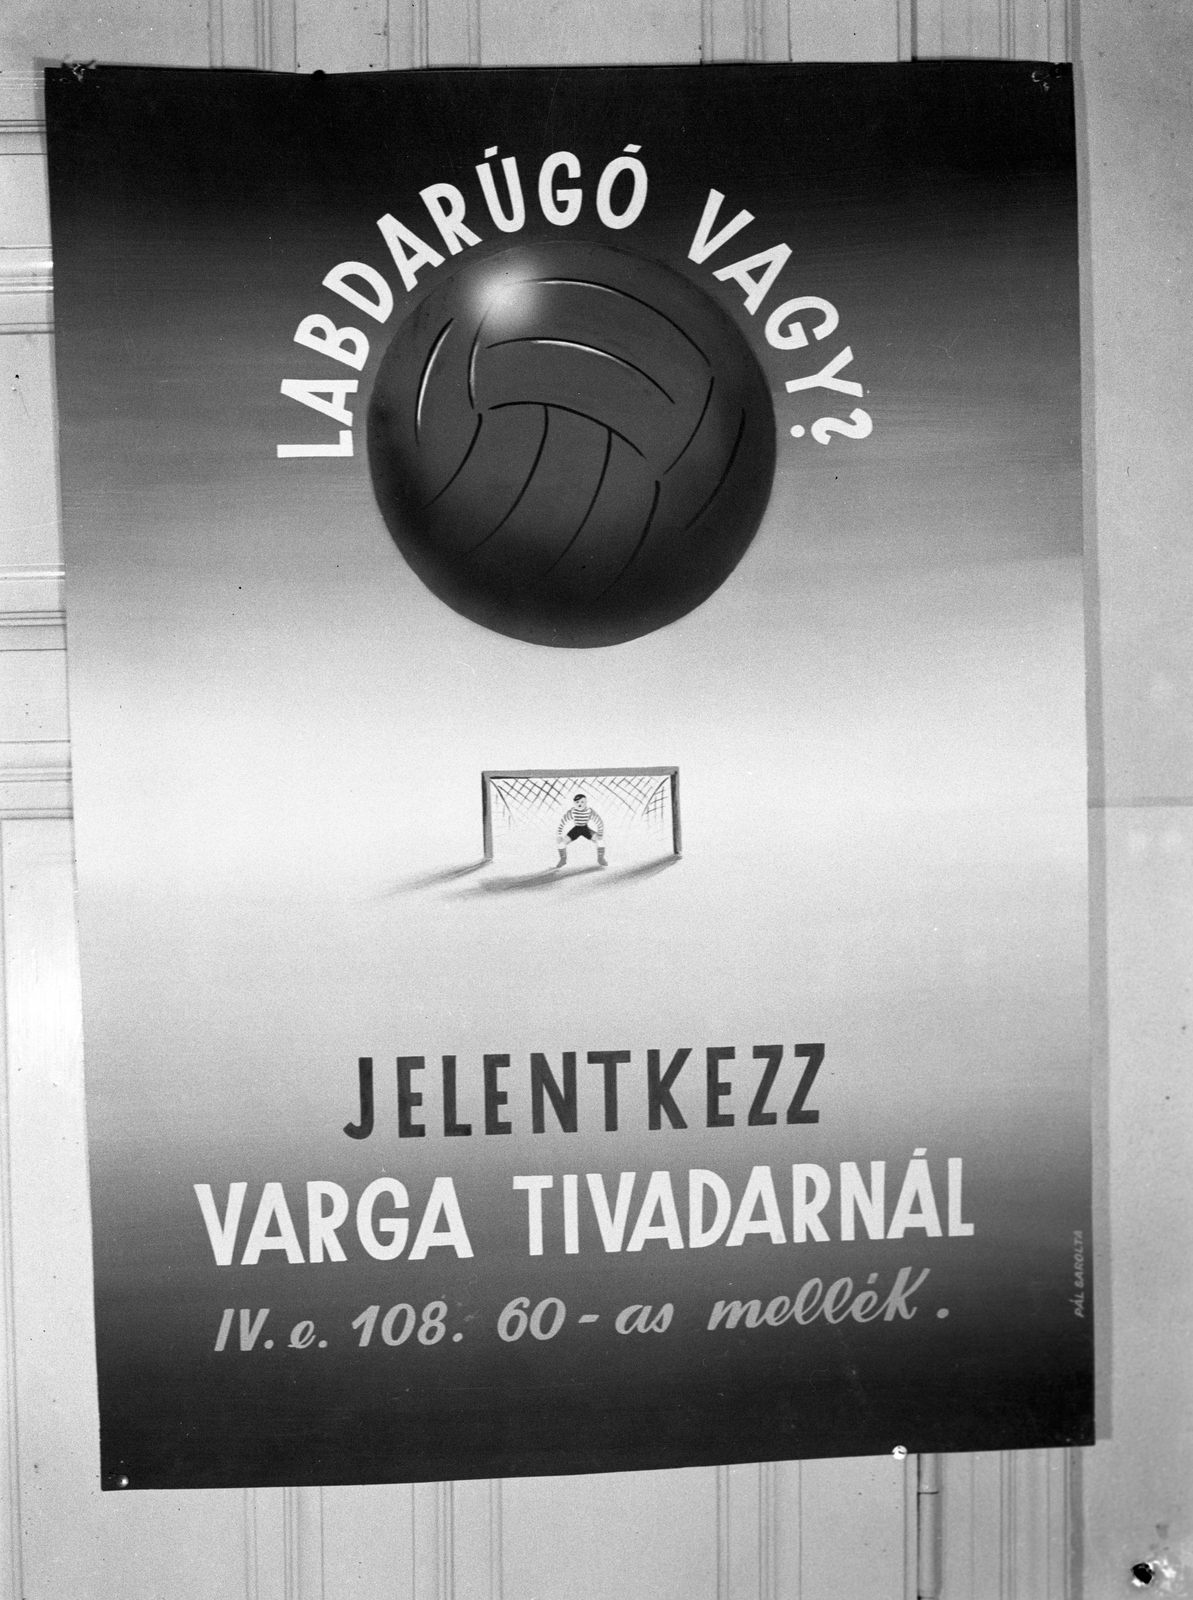 LABDARÚGÓ VAGY?
JELENTKEZZ
VARGA TIVADARNÁL
IV. e. 108. 60-as mellék.
PÁL SAROLTA